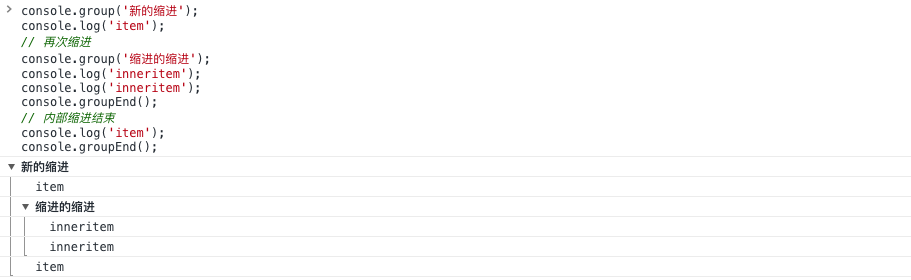 console.group('新的缩进');
console.log('item');
// 再次缩进
console.group('缩进的缩进');
console.log('inneritem');
console.log('inneritem');
console.groupEnd();
// 内部缩进结束
console.log('item');
console.groupEnd();
新的缩进
item
缩进的缩进
inneritem
inneritem
item